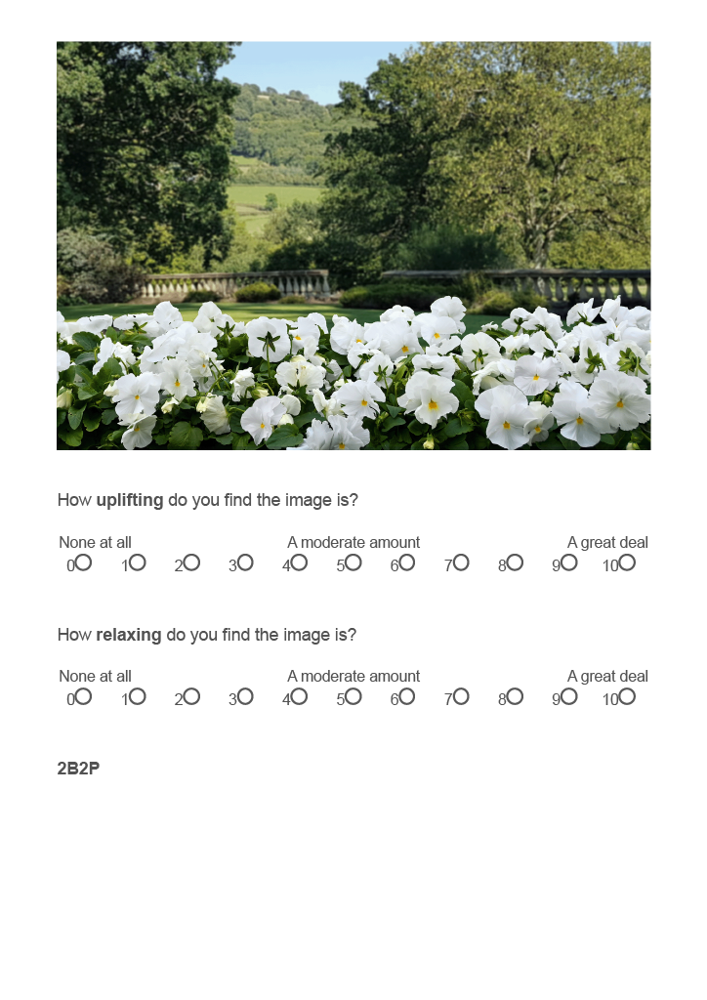 How uplifting do you find the image is?
None at all A moderate amount A great deal
0 1 2 3 4 5 6 7 8 9 10
How relaxing do you find the image is?
None at all A moderate amount A great deal
0 1 2 3 4 5 6 7 8 9 10
2B2P